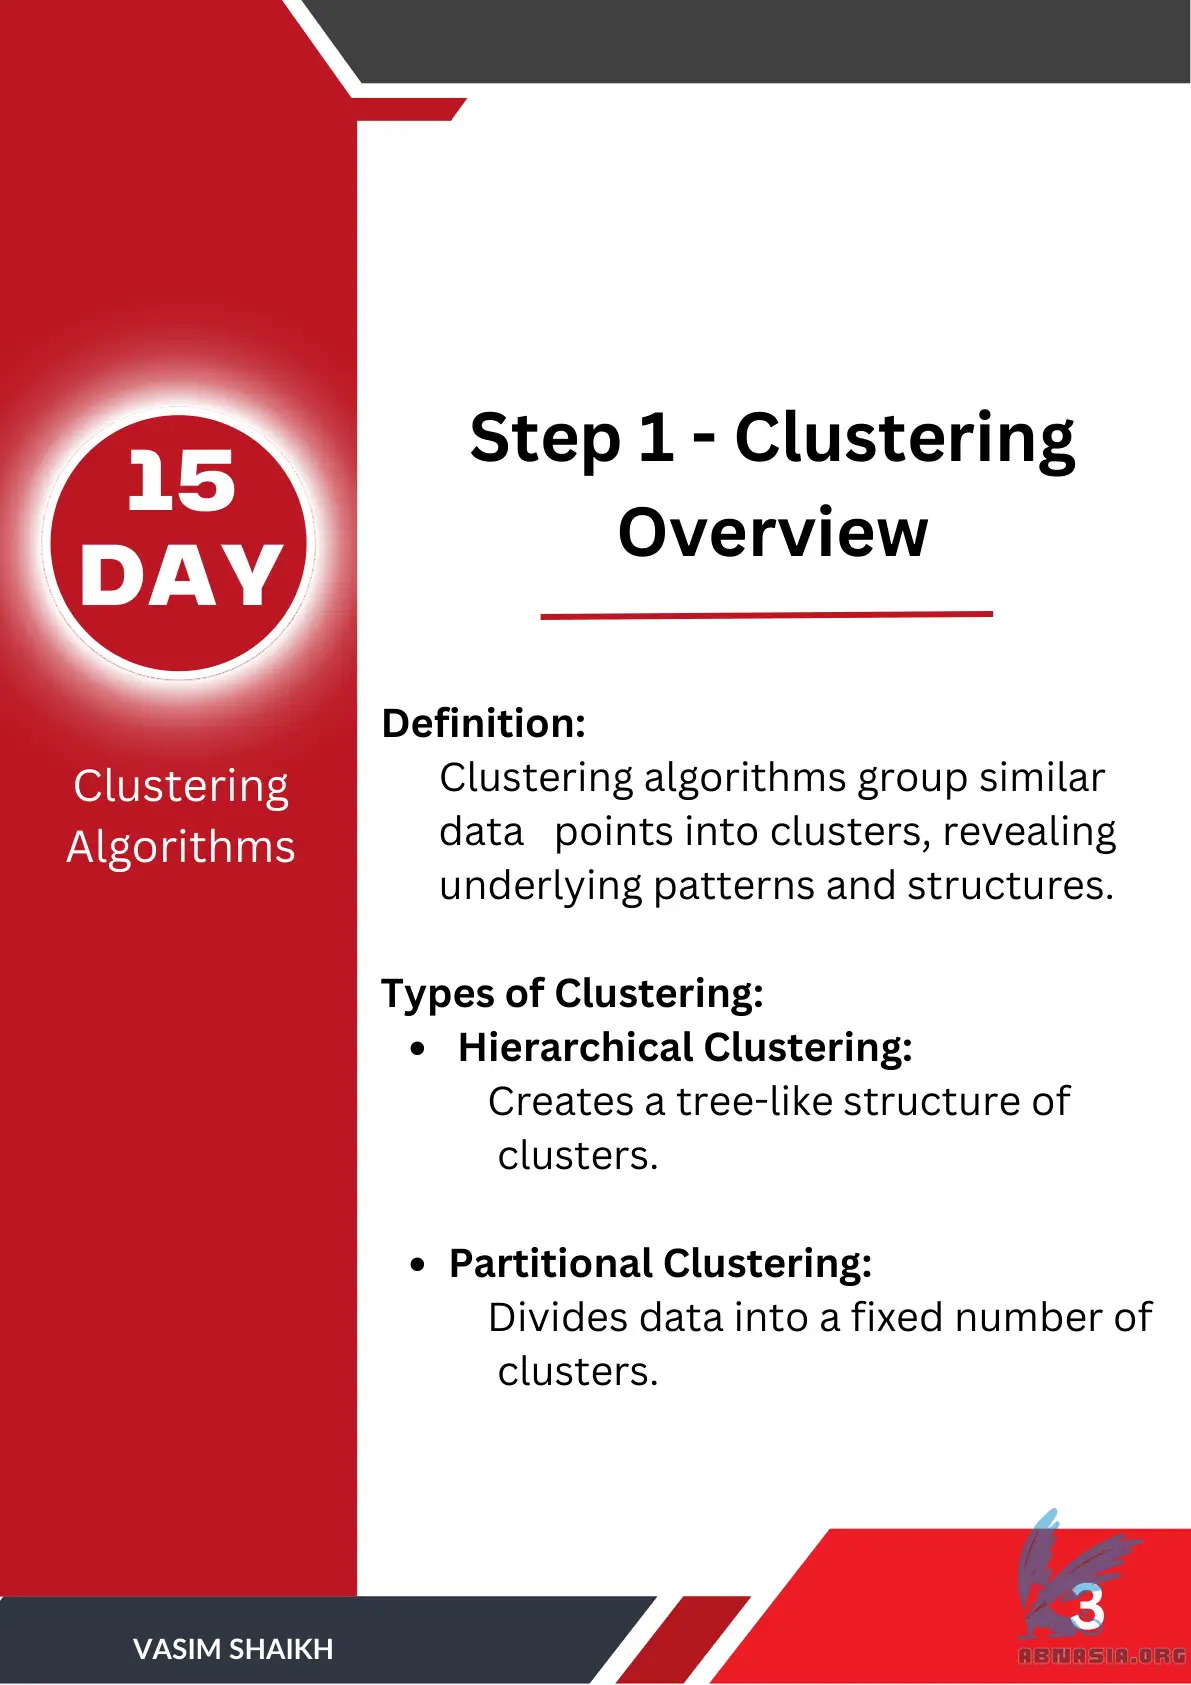 15
DAY
Clustering
Algorithms
Step 1 - Clustering
Overview
Definition:
Clustering algorithms group similar
data points into clusters, revealing
underlying patterns and structures.
Types of Clustering:
• Hierarchical Clustering:
Creates a tree-like structure of
clusters.
• Partitional Clustering:
Divides data into a fixed number of
clusters.
VASIM SHAIKH
3
ABNASIA.ORG